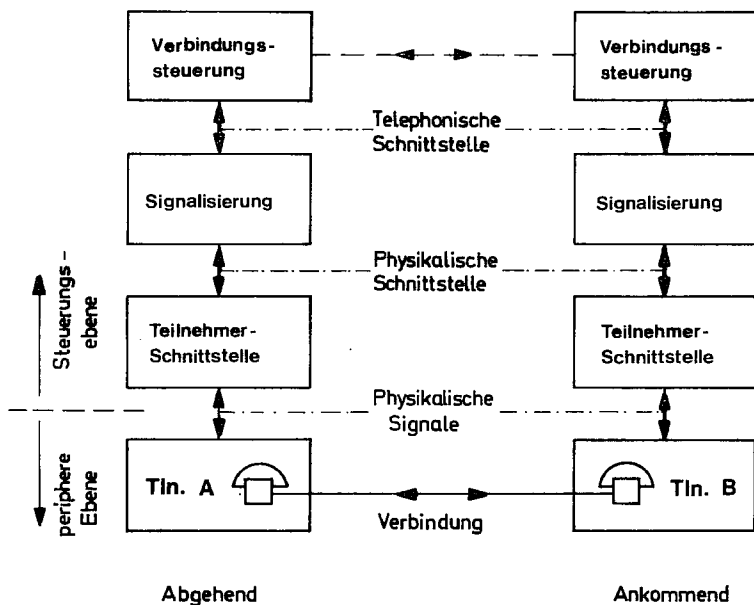 Verbindungs-
steuerung
Verbindungs-
steuerung
Telephonische
Schnittstelle
Signalisierung
Signalisierung
Physikalische
Schnittstelle
Steuerungs-
ebene
Teilnehmer-
Schnittstelle
Teilnehmer-
Schnittstelle
Physikalische
Signale
periphere
Ebene
Tln. A
Tln. B
Verbindung
Abgehend
Ankommend